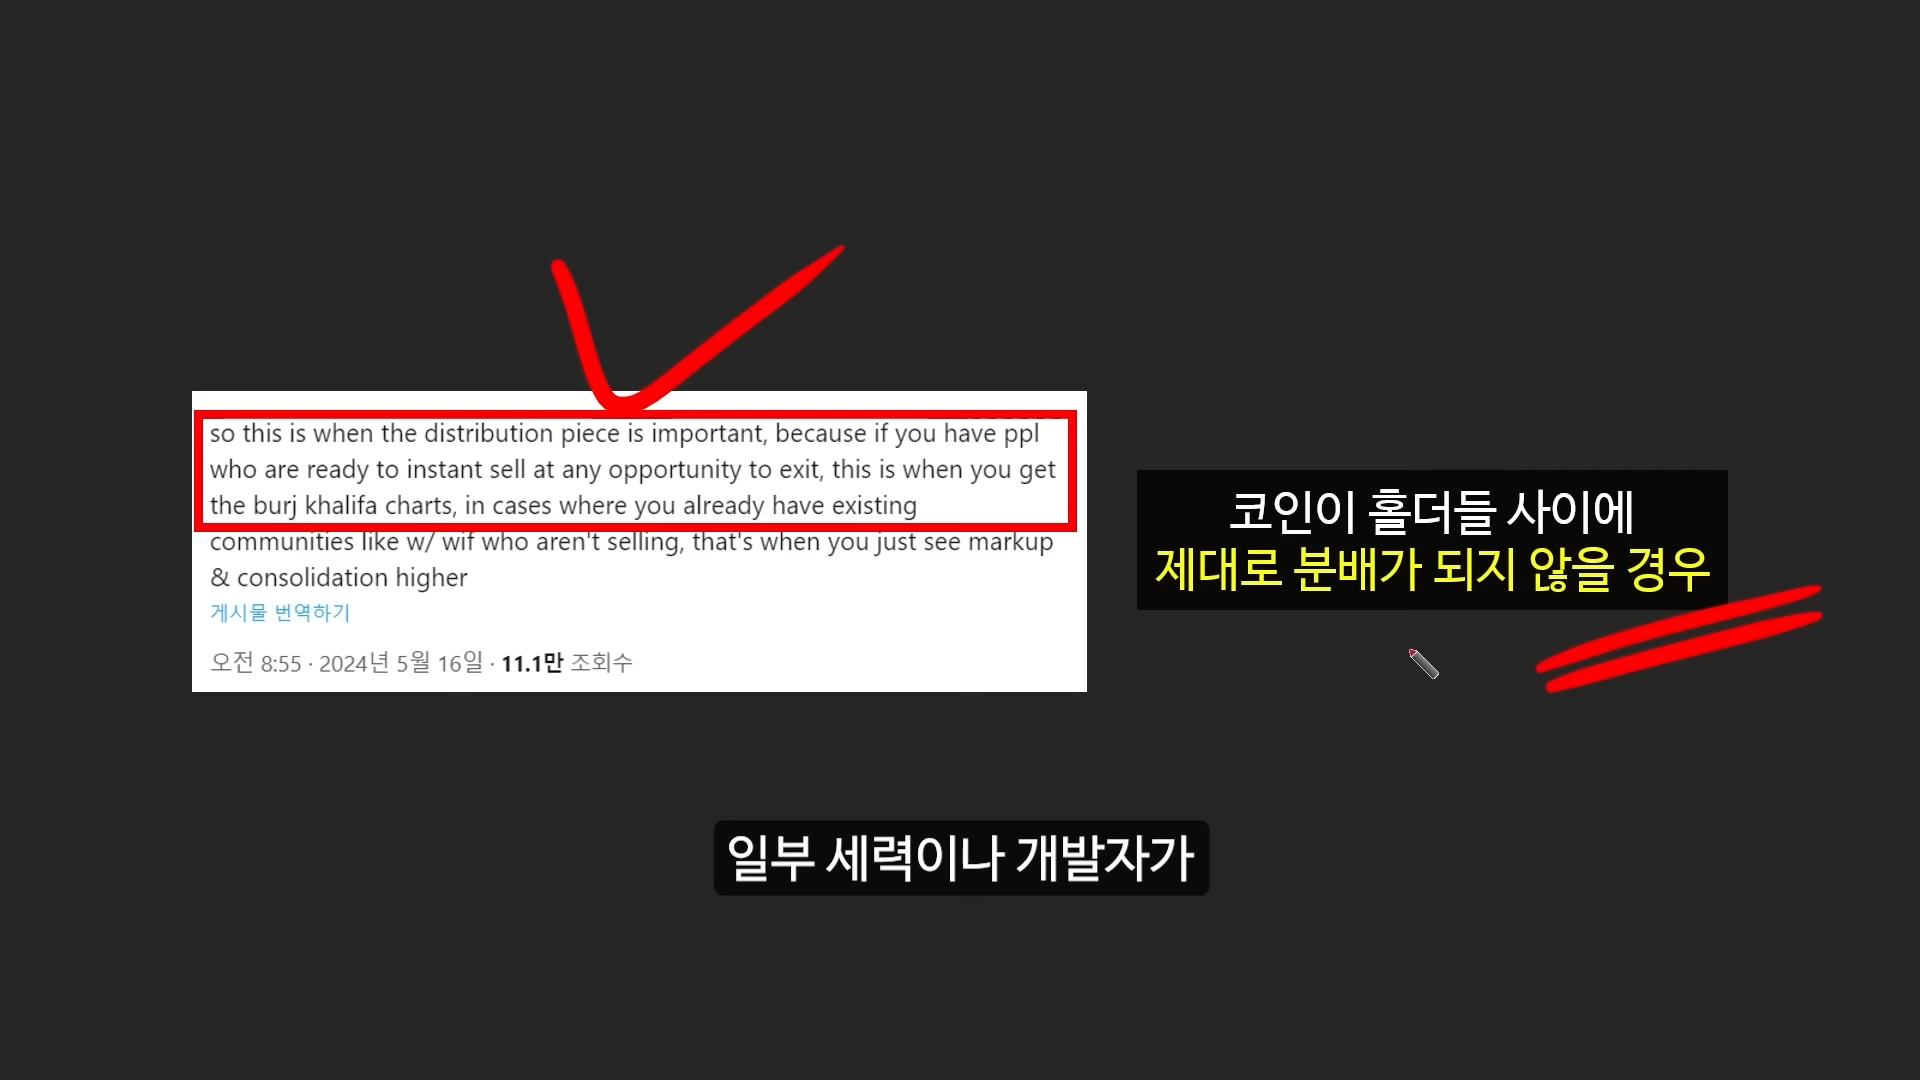 so this is when the distribution piece is important, because if you have ppl
who are ready to instant sell at any opportunity to exit, this is when you get
the burj khalifa charts, in cases where you already have existing
communities like w/ wif who aren't selling, that's when you just see markup
& consolidation higher
게시물 번역하기
오전 8:55 · 2024년 5월 16일 · 11.1만 조회수
코인이 홀더들 사이에
제대로 분배가 되지 않을 경우
일부 세력이나 개발자가